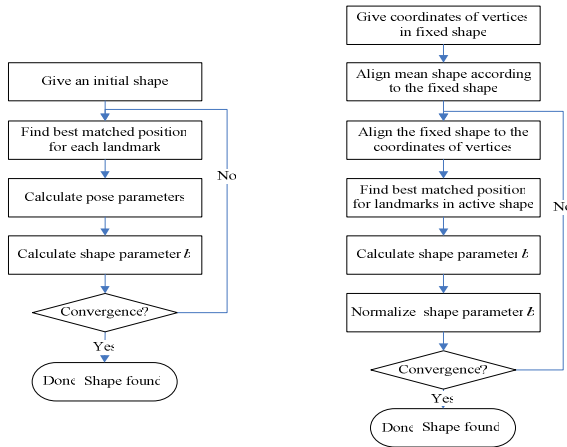 Give an initial shape
Find best matched position
for each landmark
Calculate pose parameters
Calculate shape parameter b
Convergence?
No
Yes
Done Shape found
Give coordinates of vertices
in fixed shape
Align mean shape according
to the fixed shape
Align the fixed shape to the
coordinates of vertices
Find best matched position
for landmarks in active shape
Calculate shape parameter b
Normalize shape parameter b
Convergence?
No
Yes
Done Shape found